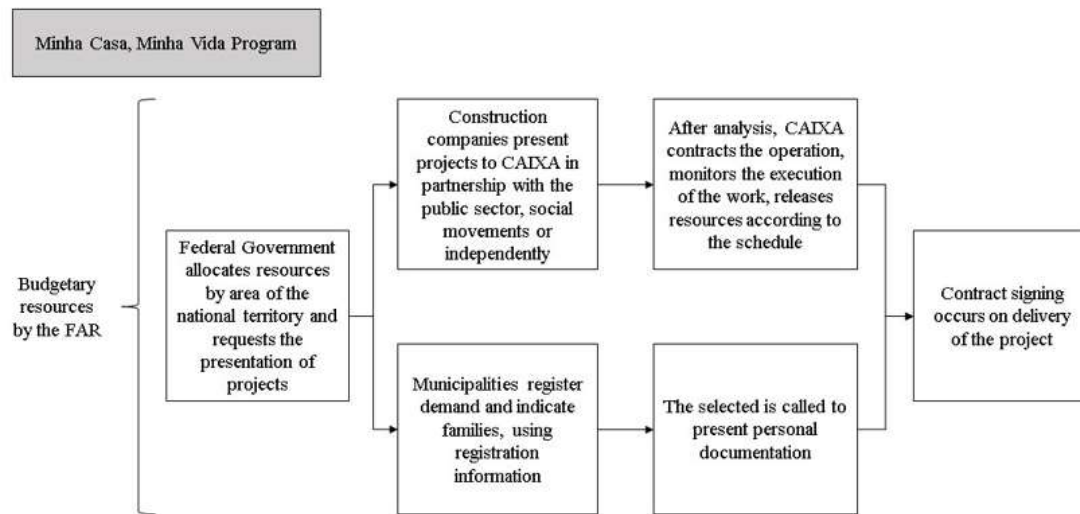 Minha Casa, Minha Vida Program
Budgetary
resources
by the FAR
Federal Government
allocates resources
by area of the
national territory and
requests the
presentation of
projects
Construction
companies present
projects to CAIXA in
partnership with the
public sector, social
movements or
independently
After analysis, CAIXA
contracts the operation,
monitors the execution
of the work, releases
resources according to
the schedule
Municipalities register
demand and indicate
families, using
registration
information
The selected is called to
present personal
documentation
Contract signing
occurs on delivery
of the project